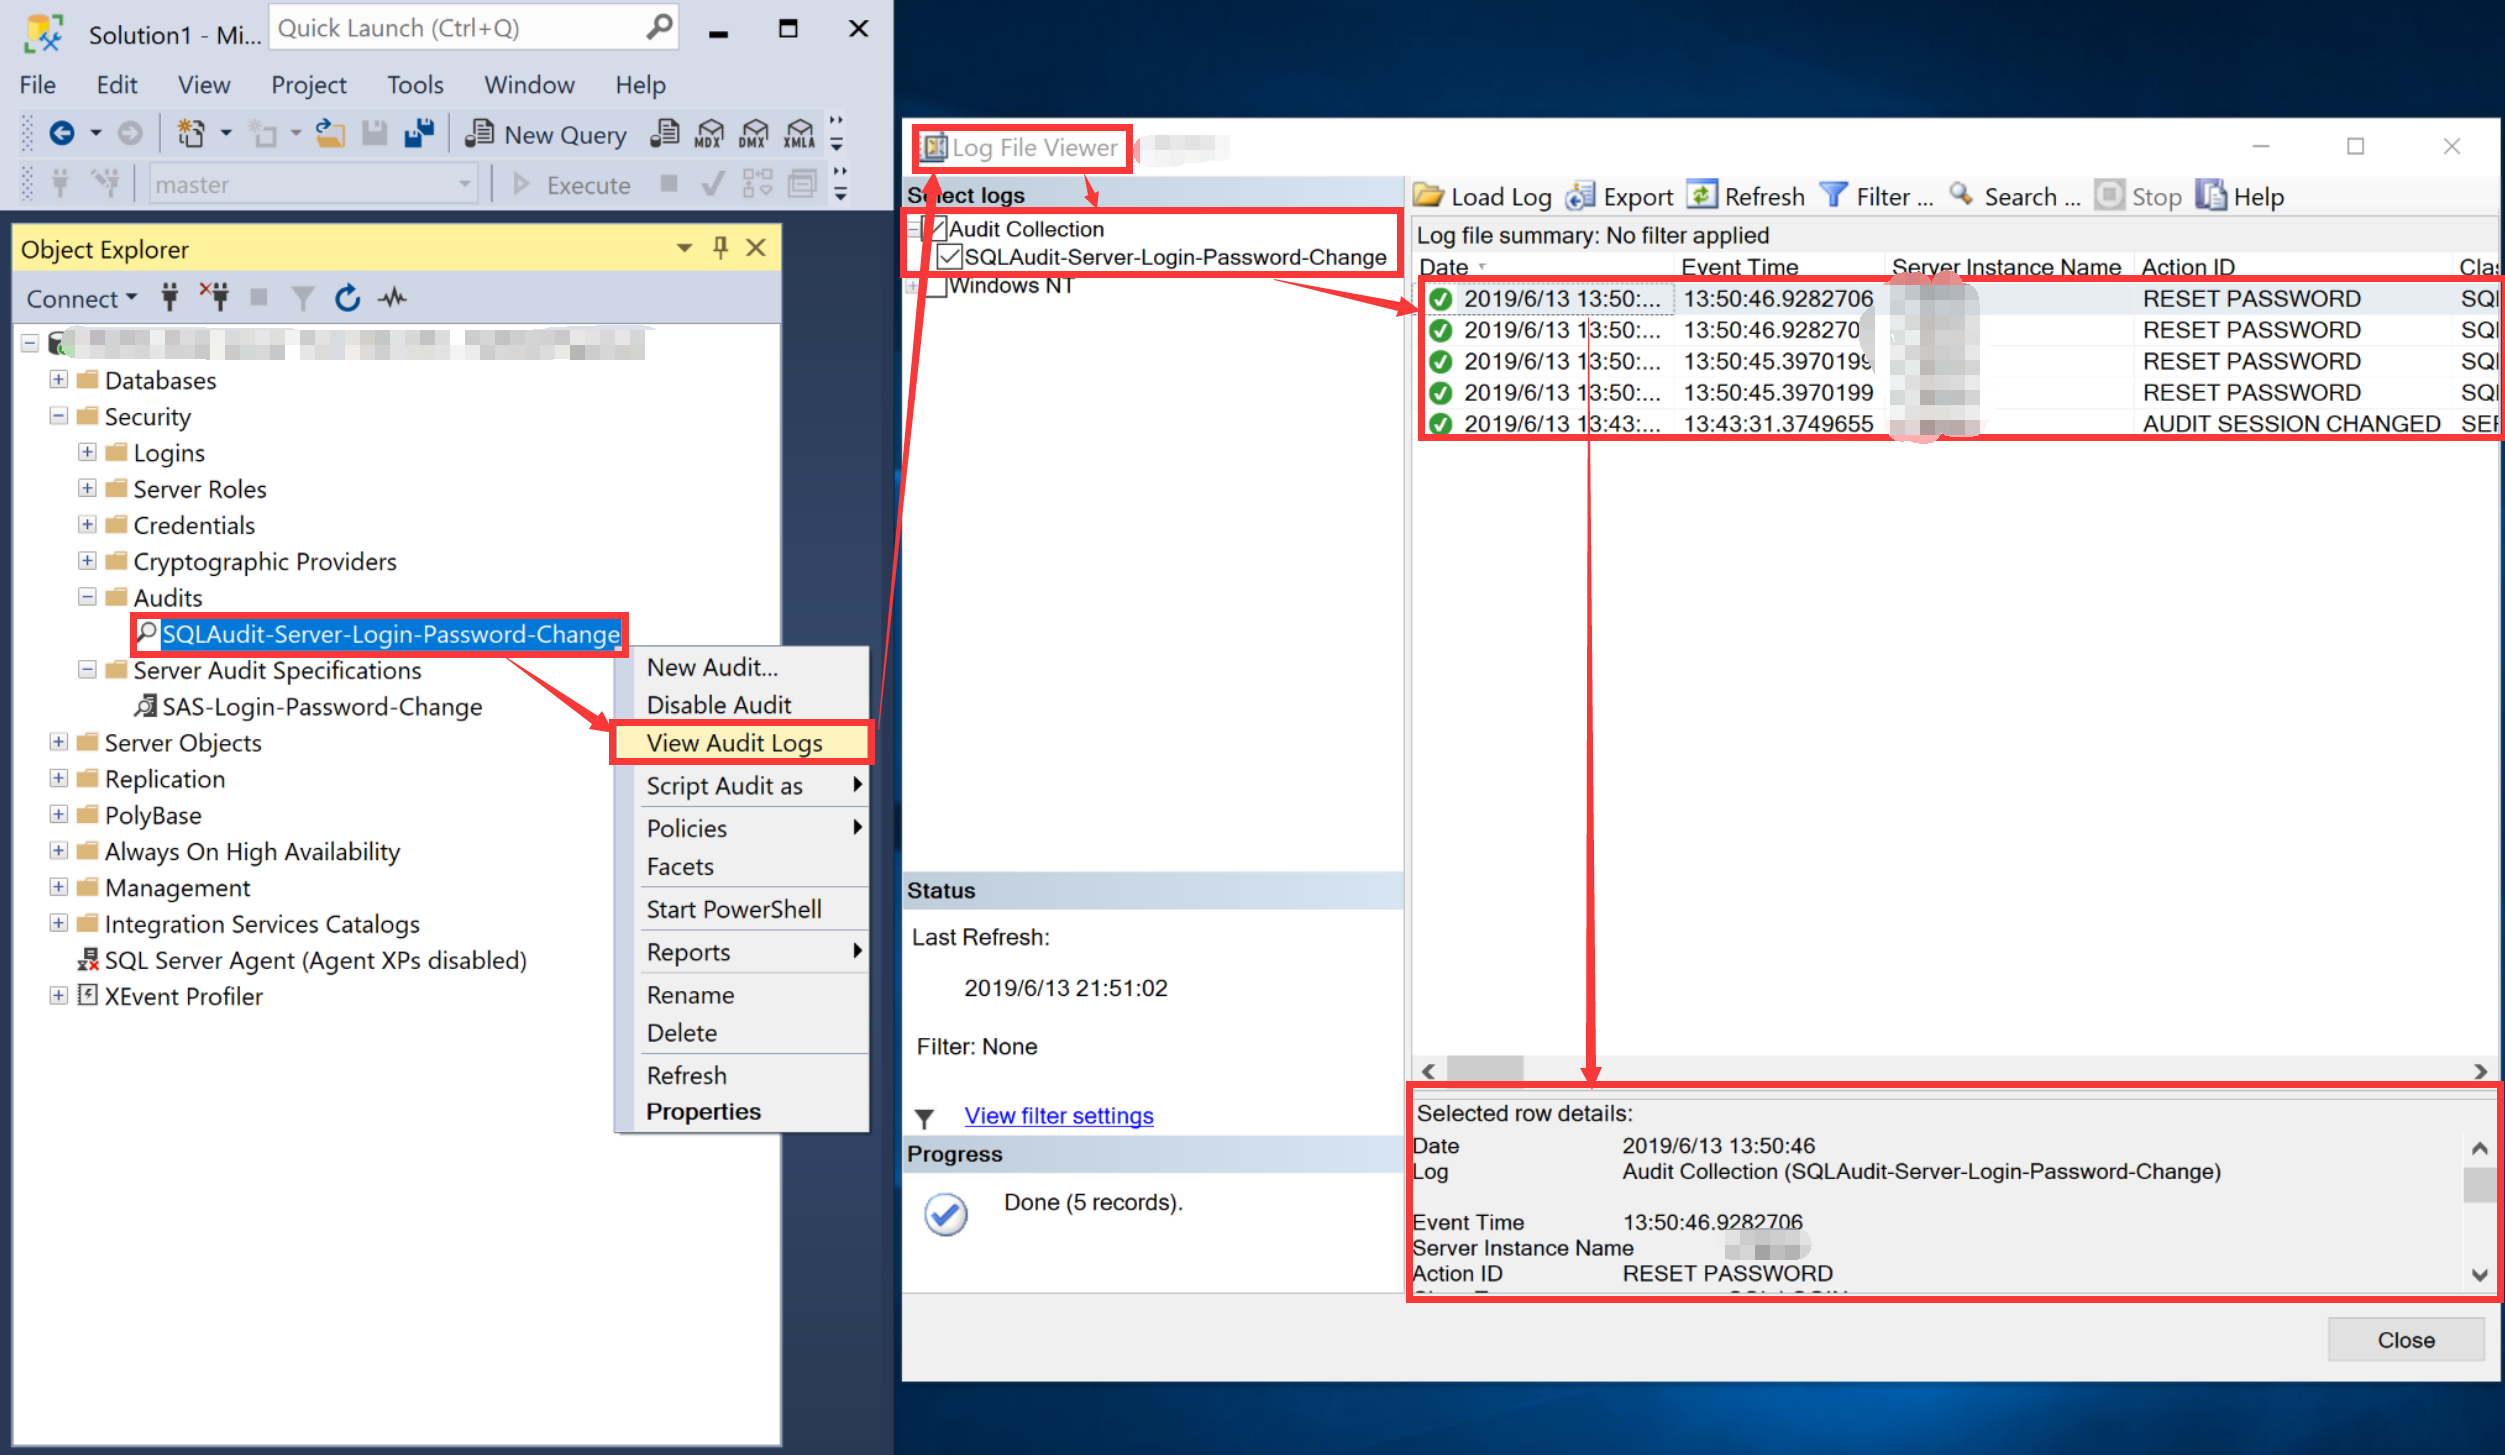 Solution1 - Mi...
Quick Launch (Ctrl+Q)
File Edit View Project Tools Window Help
New Query MDX DMX XMLA
master Execute
Object Explorer
Connect
Databases
Security
Logins
Server Roles
Credentials
Cryptographic Providers
Audits
SQLAudit-Server-Login-Password-Change
Server Audit Specifications
SAS-Login-Password-Change
Server Objects
Replication
PolyBase
Always On High Availability
Management
Integration Services Catalogs
SQL Server Agent (Agent XPs disabled)
XEvent Profiler
New Audit...
Disable Audit
View Audit Logs
Script Audit as
Policies
Facets
Start PowerShell
Reports
Rename
Delete
Refresh
Properties
Log File Viewer
Select logs
Audit Collection
SQLAudit-Server-Login-Password-Change
Windows NT
Status
Last Refresh:
2019/6/13 21:51:02
Filter: None
View filter settings
Progress
Done (5 records).
Load Log Export Refresh Filter ... Search ... Stop Help
Log file summary: No filter applied
Date Event Time Server Instance Name Action ID
2019/6/13 13:50:... 13:50:46.9282706 RESET PASSWORD
2019/6/13 13:50:... 13:50:46.928270 RESET PASSWORD
2019/6/13 13:50:... 13:50:45.3970199 RESET PASSWORD
2019/6/13 13:50:... 13:50:45.3970199 RESET PASSWORD
2019/6/13 13:43:... 13:43:31.3749655 AUDIT SESSION CHANGED
Selected row details:
Date 2019/6/13 13:50:46
Log Audit Collection (SQLAudit-Server-Login-Password-Change)
Event Time 13:50:46.9282706
Server Instance Name
Action ID RESET PASSWORD
Close